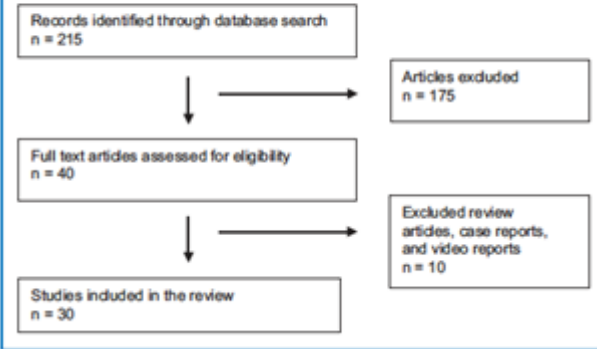 Records identified through database search
n = 215
Articles excluded
n = 175
Full text articles assessed for eligibility
n = 40
Excluded review
articles, case reports,
and video reports
n = 10
Studies included in the review
n = 30